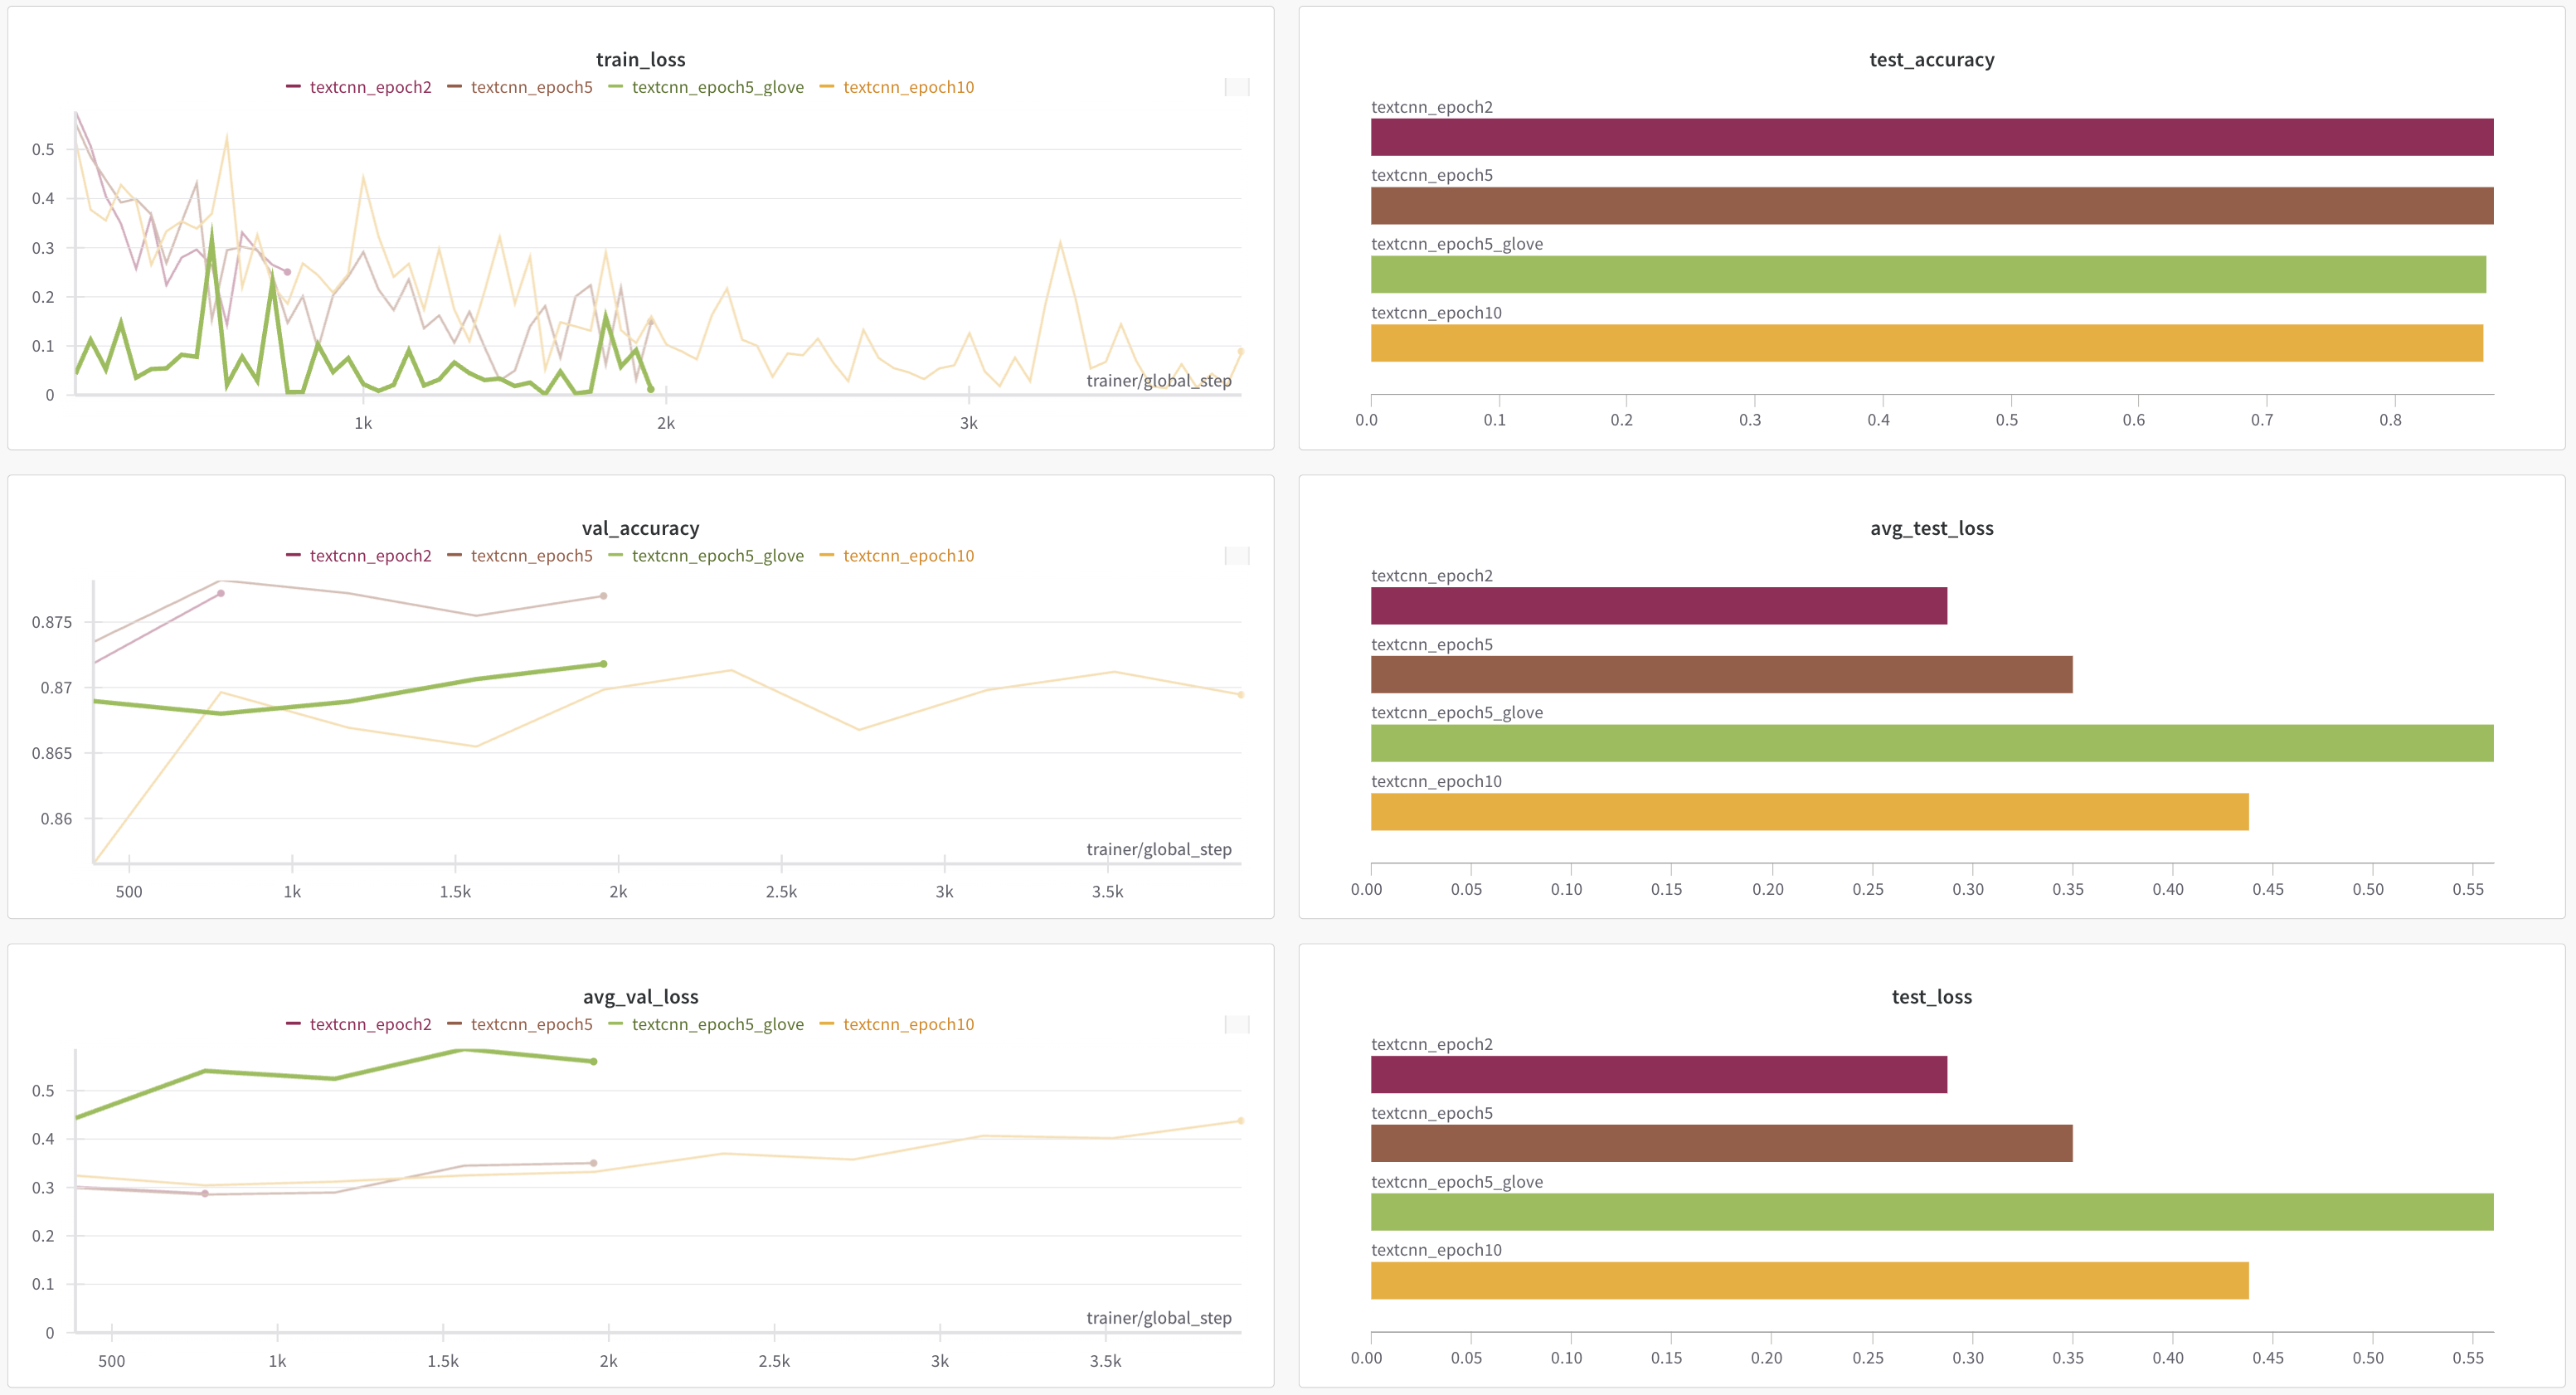 train_loss
textcnn_epoch2 textcnn_epoch5 textcnn_epoch5_glove textcnn_epoch10
0.5
0.4
0.3
0.2
0.1
0
trainer/global_step
1k 2k 3k
test_accuracy
textcnn_epoch2
textcnn_epoch5
textcnn_epoch5_glove
textcnn_epoch10
0.0 0.1 0.2 0.3 0.4 0.5 0.6 0.7 0.8
val_accuracy
textcnn_epoch2 textcnn_epoch5 textcnn_epoch5_glove textcnn_epoch10
0.875
0.87
0.865
0.86
trainer/global_step
500 1k 1.5k 2k 2.5k 3k 3.5k
avg_test_loss
textcnn_epoch2
textcnn_epoch5
textcnn_epoch5_glove
textcnn_epoch10
0.00 0.05 0.10 0.15 0.20 0.25 0.30 0.35 0.40 0.45 0.50 0.55
avg_val_loss
textcnn_epoch2 textcnn_epoch5 textcnn_epoch5_glove textcnn_epoch10
0.5
0.4
0.3
0.2
0.1
0
trainer/global_step
500 1k 1.5k 2k 2.5k 3k 3.5k
test_loss
textcnn_epoch2
textcnn_epoch5
textcnn_epoch5_glove
textcnn_epoch10
0.00 0.05 0.10 0.15 0.20 0.25 0.30 0.35 0.40 0.45 0.50 0.55